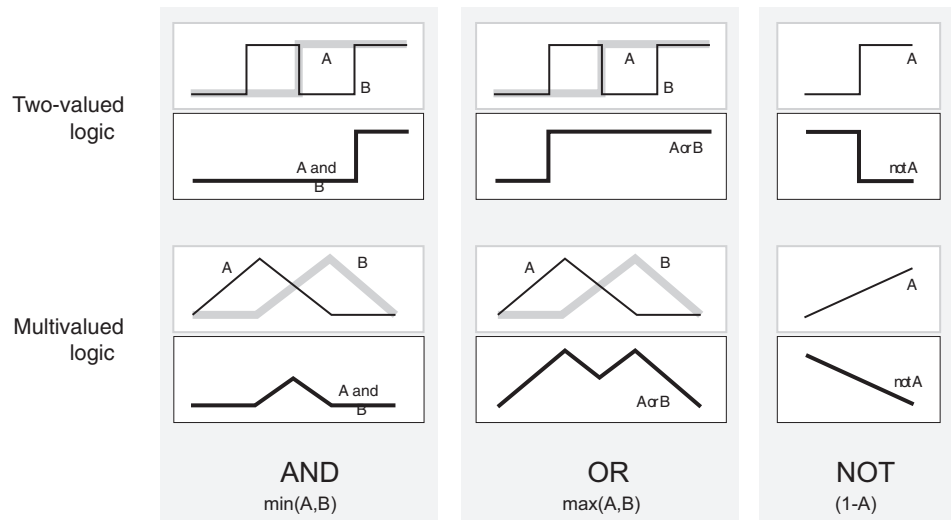 Two-valued
logic
A
B
A and
B
A
B
A or B
A
not A
Multivalued
logic
A
B
A and
B
A
B
A or B
A
not A
AND
min(A,B)
OR
max(A,B)
NOT
(1-A)